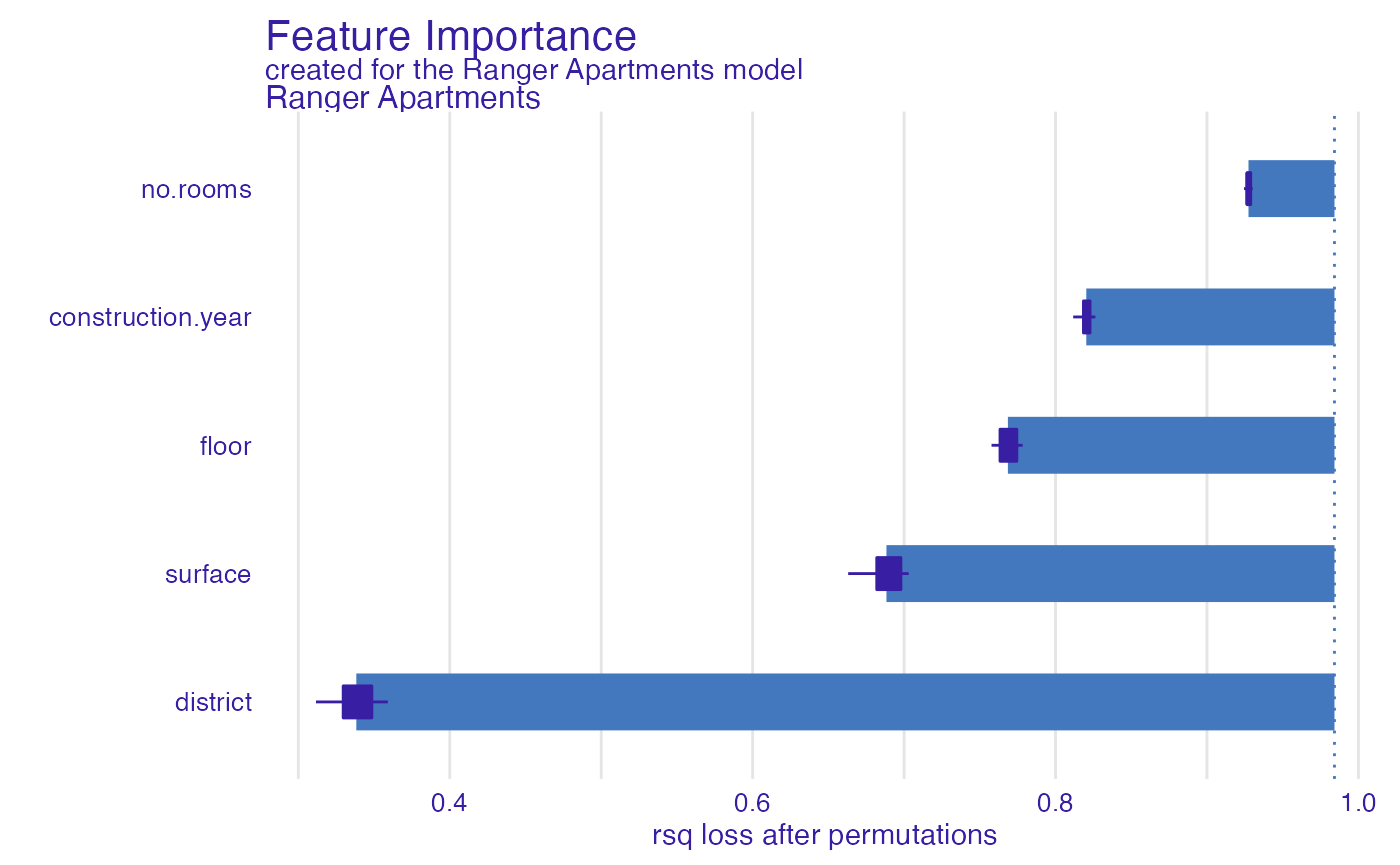 Feature Importance
created for the Ranger Apartments model
Ranger Apartments
no.rooms
construction.year
floor
surface
district
0.4 0.6 0.8 1.0
rsq loss after permutations